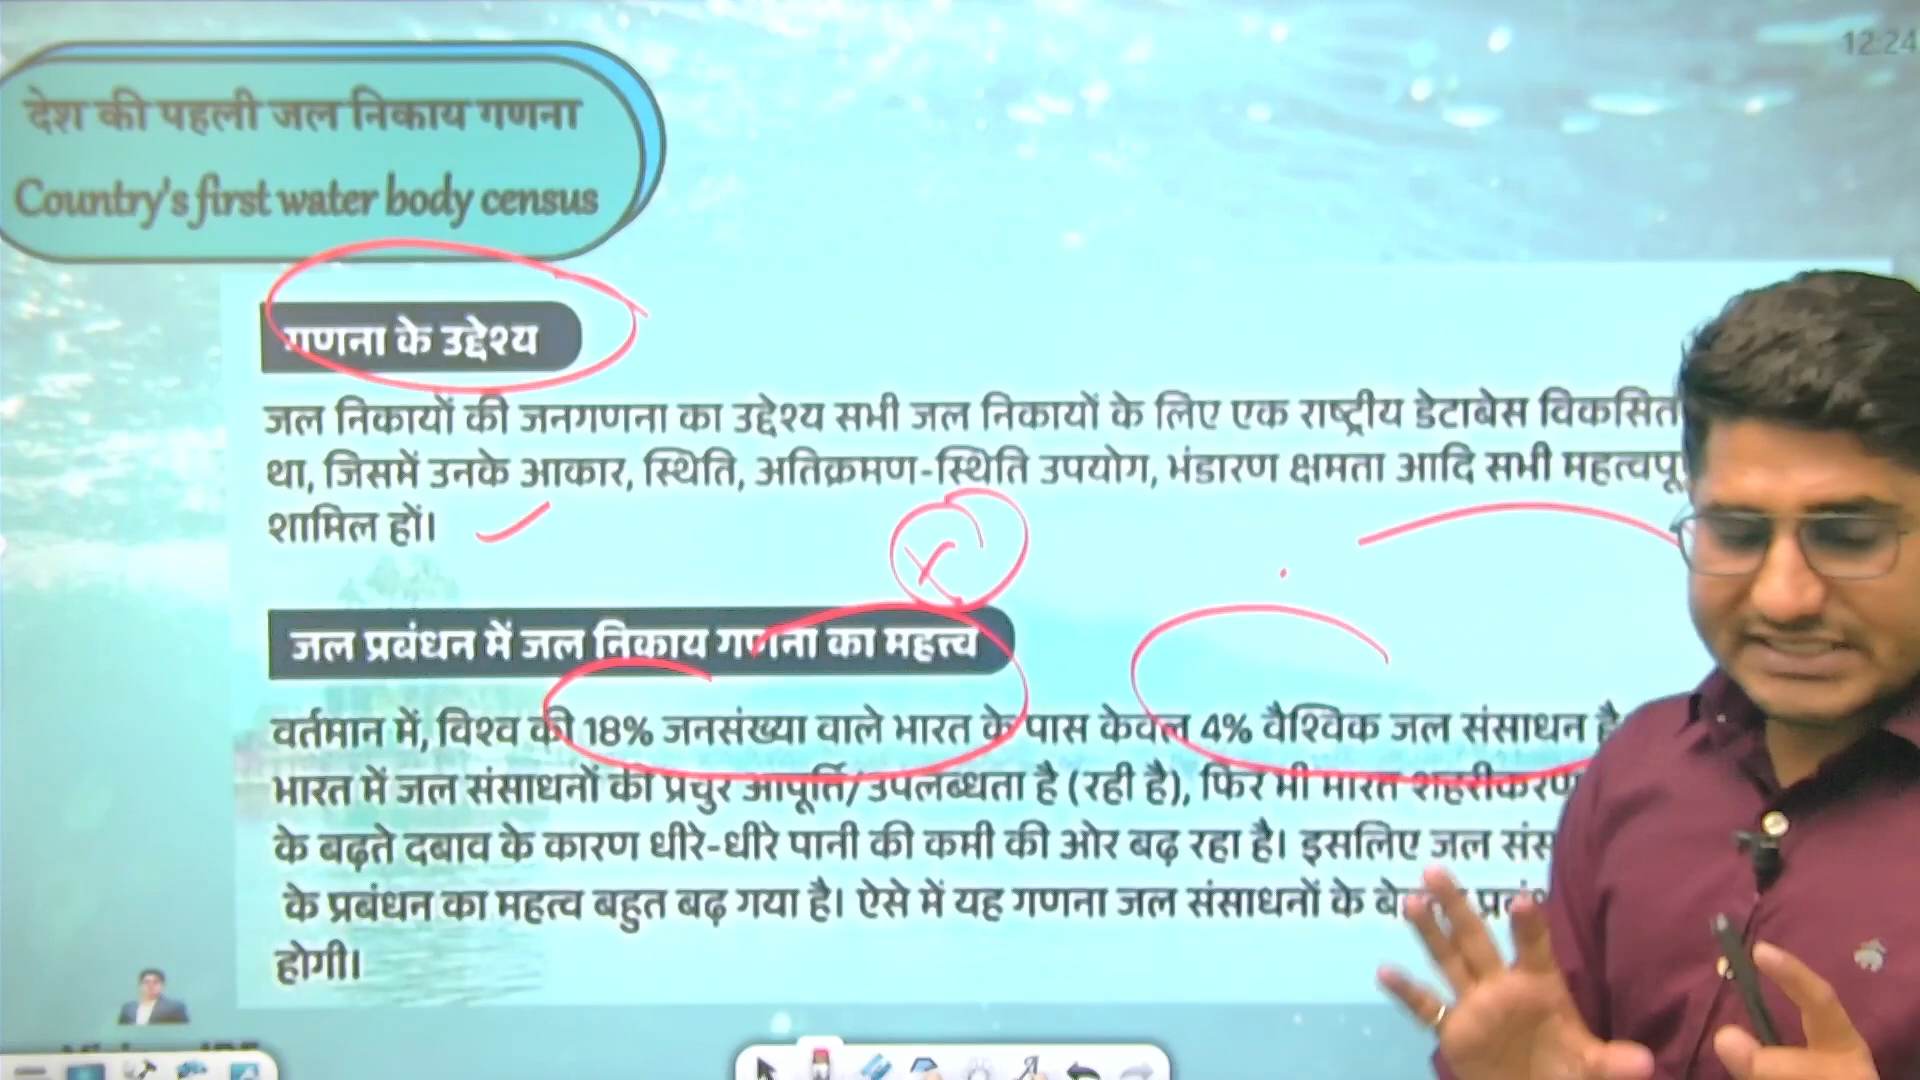 12:24
देश की पहली जल निकाय गणना
Country's first water body census
गणना के उद्देश्य
जल निकायों की जनगणना का उद्देश्य सभी जल निकायों के लिए एक राष्ट्रीय डेटाबेस विकसित
था, जिसमें उनके आकार, स्थिति, अतिक्रमण-स्थिति उपयोग, भंडारण क्षमता आदि सभी
शामिल हों।
जल प्रबंधन में जल निकाय गणना का महत्त्व
वर्तमान में, विश्व की 18% जनसंख्या वाले भारत के पास केवल 4% वैश्विक जल संसाधन है
भारत में जल संसाधनों की प्रचुर आपूर्ति/उपलब्धता है (रही है), फिर भी भारत शहरीकरण
के बढ़ते दबाव के कारण धीरे-धीरे पानी की कमी की ओर बढ़ रहा है। इसलिए जल
के प्रबंधन का महत्व बहुत बढ़ गया है। ऐसे में यह गणना जल संसाधनों के
होगी।